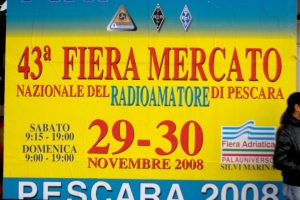 43ª FIERA MERCATO
NAZIONALE DEL RADIOAMATORE DI PESCARA
SABATO
9:15 - 19:00
DOMENICA
9:00 - 19:00
29-30
NOVEMBRE 2008
Fiera Adriatica
PALAUNIVERSO
SILVI MARINA
PESCARA 2008